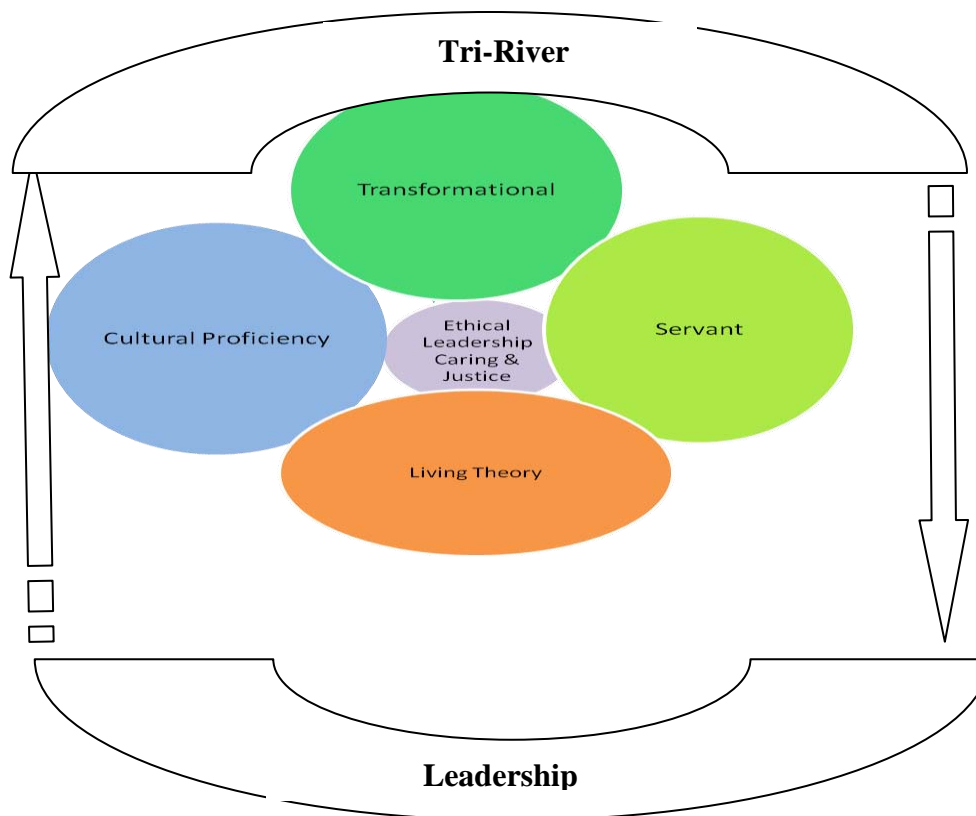 Tri-River
Transformational
Cultural Proficiency
Ethical
Leadership
Caring &
Justice
Servant
Living Theory
Leadership